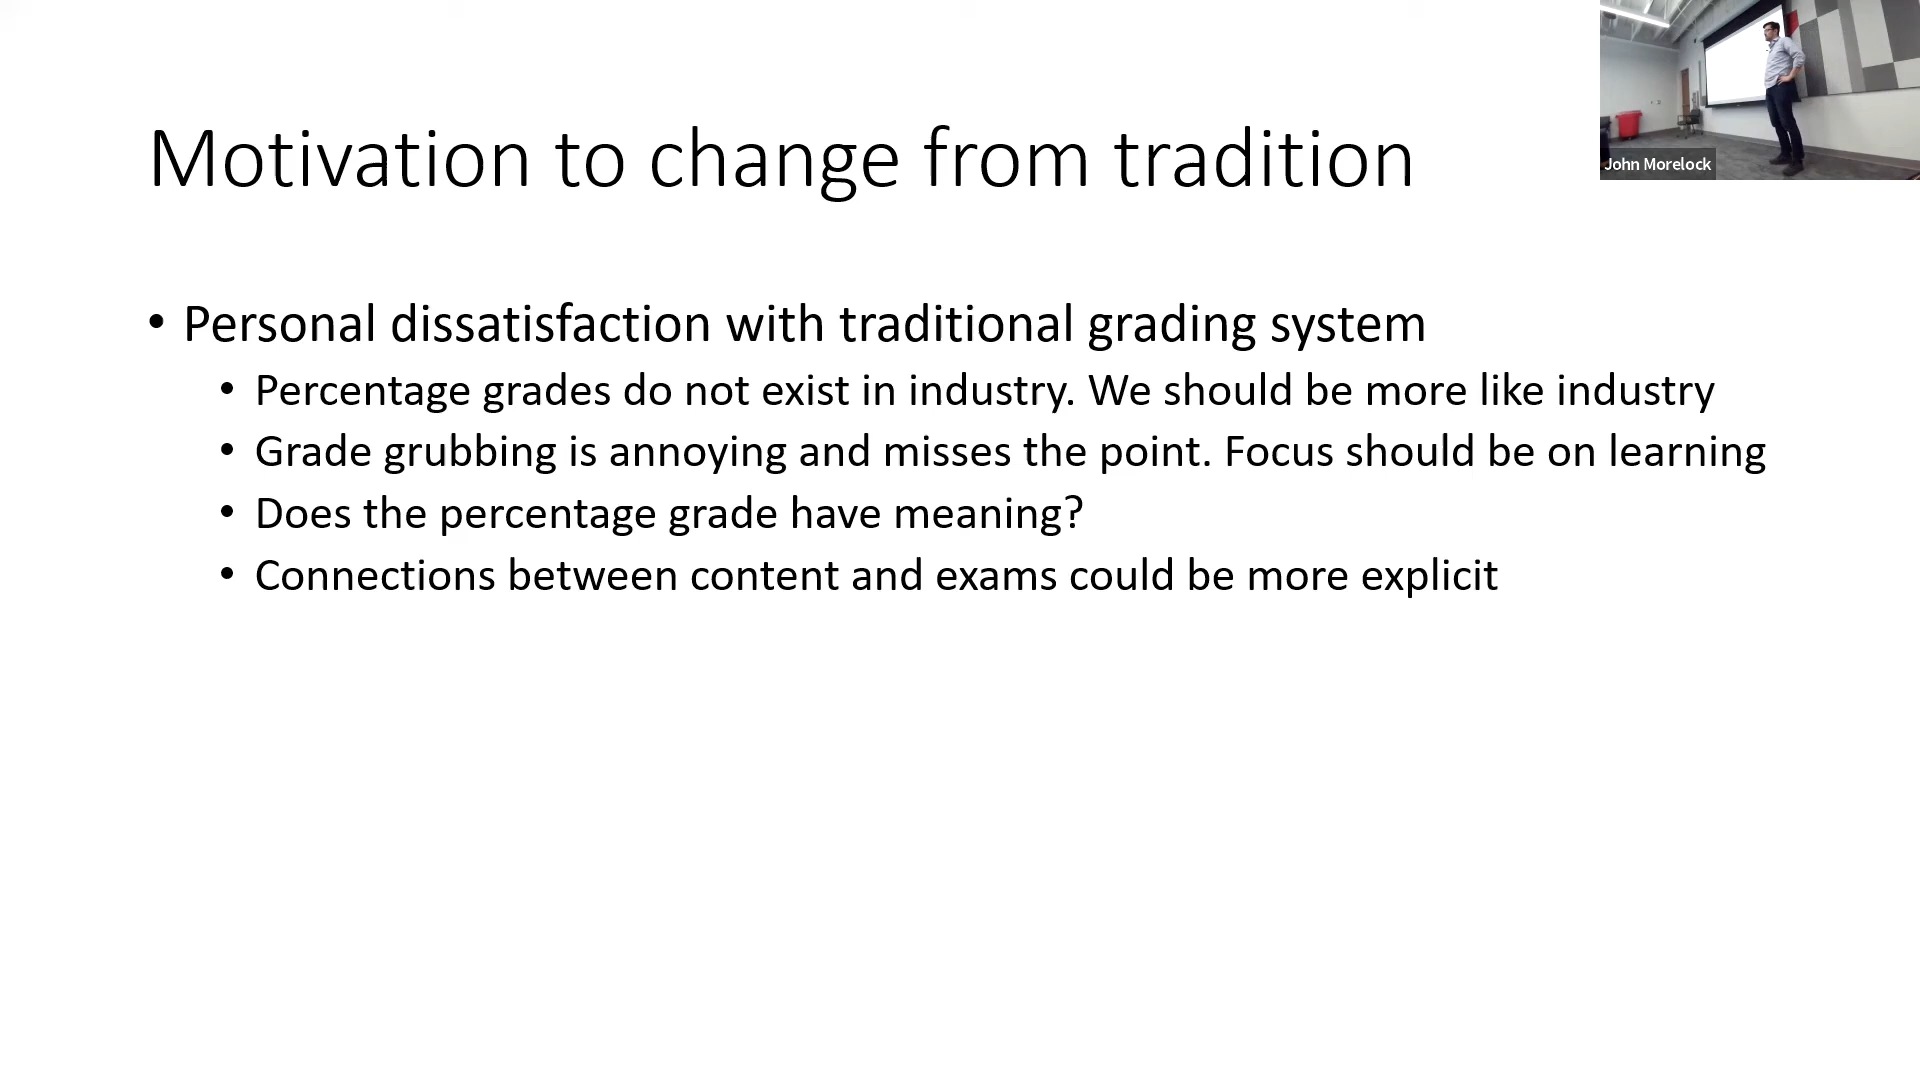 Motivation to change from tradition
John Morelock
• Personal dissatisfaction with traditional grading system
• Percentage grades do not exist in industry. We should be more like industry
• Grade grubbing is annoying and misses the point. Focus should be on learning
• Does the percentage grade have meaning?
• Connections between content and exams could be more explicit